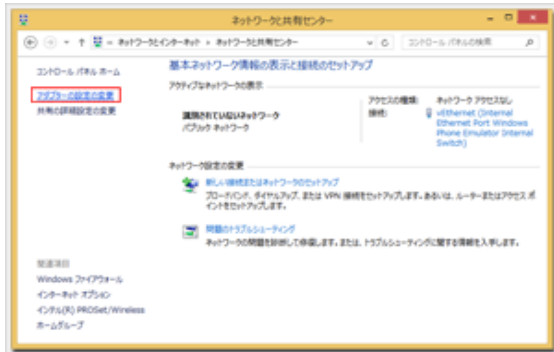 ネットワークと共有センター
ネットワークとインターネット ▸ ネットワークと共有センター
コントロール パネルの検索
コントロール パネル ホーム
アダプターの設定の変更
共有の詳細設定の変更
基本ネットワーク情報の表示と接続のセットアップ
アクティブなネットワークの表示
識別されていないネットワーク
パブリック ネットワーク
アクセスの種類: ネットワーク アクセスなし
接続: vEthernet (Internal
Ethernet Port Windows
Phone Emulator Internal
Switch)
ネットワーク設定の変更
新しい接続またはネットワークのセットアップ
ブロードバンド、ダイヤルアップ、または VPN 接続をセットアップします。あるいは、ルーターまたはアクセス ポ
イントをセットアップします。
問題のトラブルシューティング
ネットワークの問題を診断して修復します。または、トラブルシューティングに関する情報を入手します。
関連項目
Windows ファイアウォール
インターネット オプション
インテル(R) PROSet/Wireless
ホームグループ